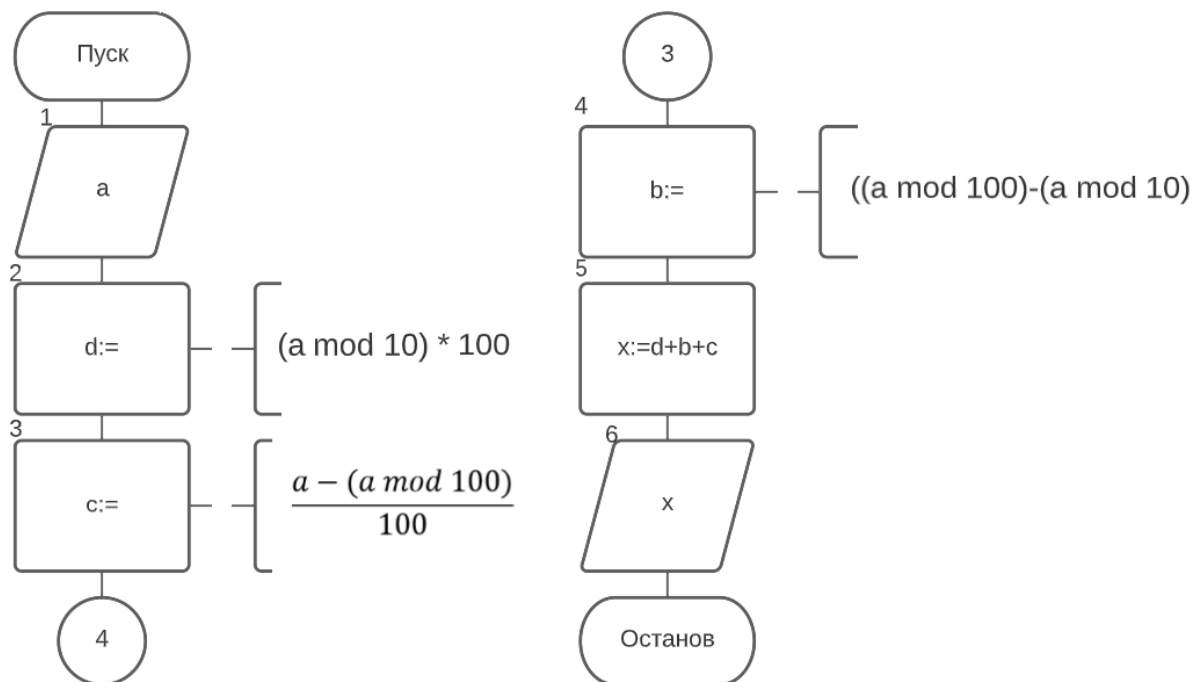 Пуск
1
a
2
d:=
(a mod 10) * 100
3
c:=
a − (a mod 100)
100
4
3
4
b:=
((a mod 100)-(a mod 10)
5
x:=d+b+c
6
x
Останов